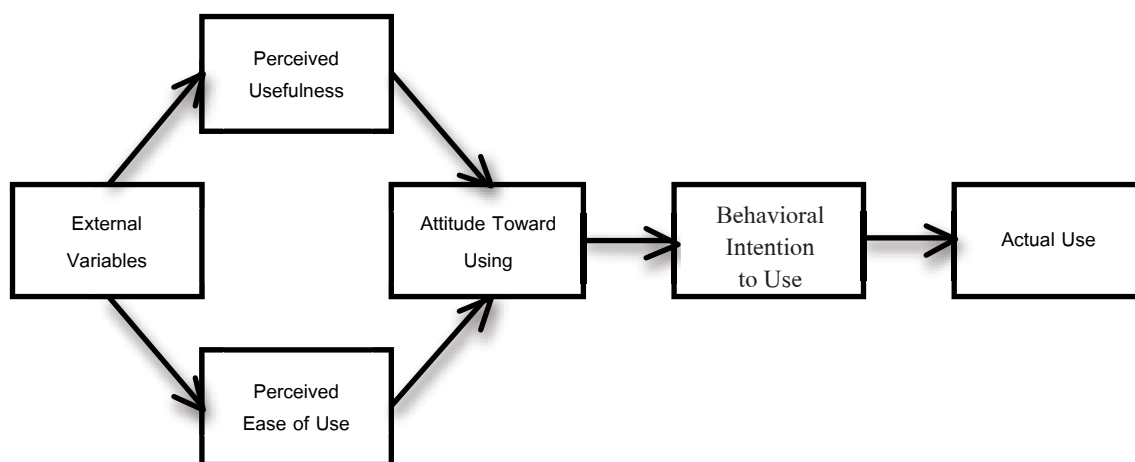 Perceived
Usefulness
External
Variables
Attitude Toward
Using
Behavioral
Intention
to Use
Actual Use
Perceived
Ease of Use